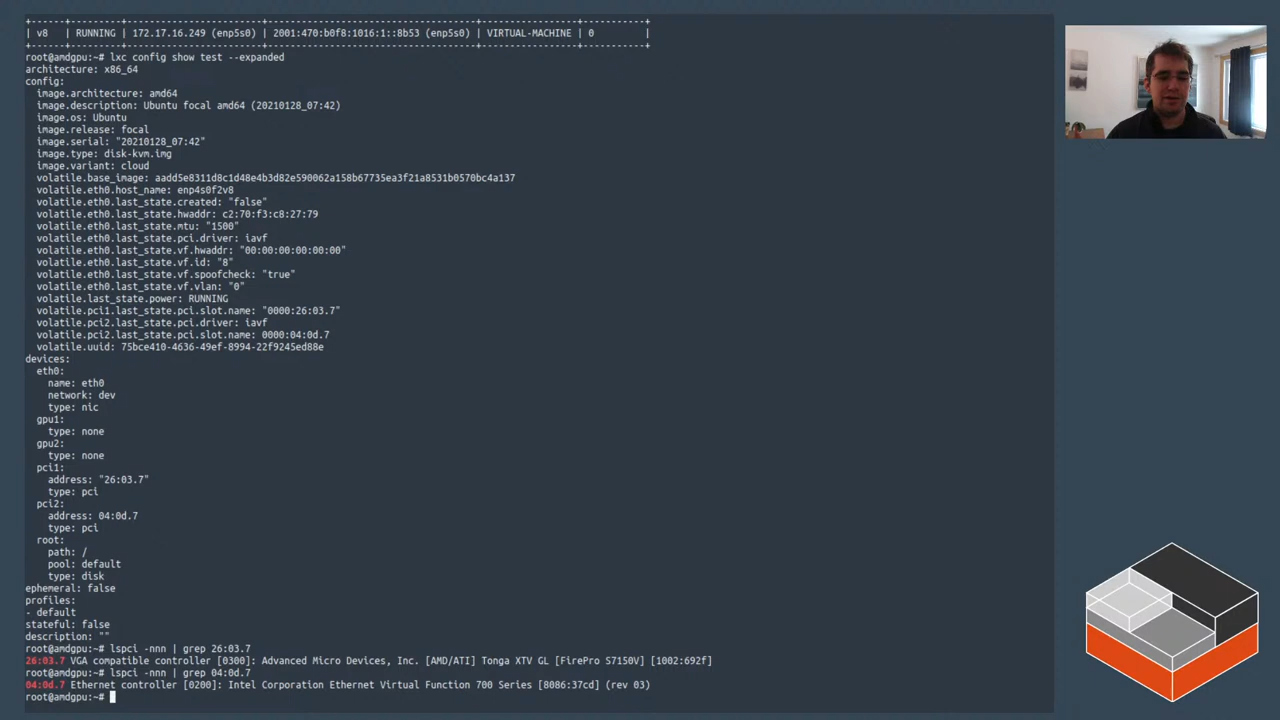 +------+---------+------------------------+---------------------------------------+-----------------+-----------+
| v8   | RUNNING | 172.17.16.249 (enp5s0) | 2001:470:b0f8:1016:1::8b53 (enp5s0) | VIRTUAL-MACHINE | 0         |
+------+---------+------------------------+---------------------------------------+-----------------+-----------+
root@amdgpu:~# lxc config show test --expanded
architecture: x86_64
config:
  image.architecture: amd64
  image.description: Ubuntu focal amd64 (20210128_07:42)
  image.os: Ubuntu
  image.release: focal
  image.serial: "20210128_07:42"
  image.type: disk-kvm.img
  image.variant: cloud
  volatile.base_image: aadd5e8311d8c1d48e4b3d82e590062a158b67735ea3f21a8531b0570bc4a137
  volatile.eth0.host_name: enp4s0f2v8
  volatile.eth0.last_state.created: "false"
  volatile.eth0.last_state.hwaddr: c2:70:f3:c8:27:79
  volatile.eth0.last_state.mtu: "1500"
  volatile.eth0.last_state.pci.driver: iavf
  volatile.eth0.last_state.vf.hwaddr: "00:00:00:00:00:00"
  volatile.eth0.last_state.vf.id: "8"
  volatile.eth0.last_state.vf.spoofcheck: "true"
  volatile.eth0.last_state.vf.vlan: "0"
  volatile.last_state.power: RUNNING
  volatile.pci1.last_state.pci.slot.name: "0000:26:03.7"
  volatile.pci2.last_state.pci.driver: iavf
  volatile.pci2.last_state.pci.slot.name: 0000:04:0d.7
  volatile.uuid: 75bce410-4636-49ef-8994-22f9245ed88e
devices:
  eth0:
    name: eth0
    network: dev
    type: nic
  gpu1:
    type: none
  gpu2:
    type: none
  pci1:
    address: "26:03.7"
    type: pci
  pci2:
    address: 04:0d.7
    type: pci
  root:
    path: /
    pool: default
    type: disk
ephemeral: false
profiles:
- default
stateful: false
description: ""
root@amdgpu:~# lspci -nnn | grep 26:03.7
26:03.7 VGA compatible controller [0300]: Advanced Micro Devices, Inc. [AMD/ATI] Tonga XTV GL [FirePro S7150V] [1002:692f]
root@amdgpu:~# lspci -nnn | grep 04:0d.7
04:0d.7 Ethernet controller [0200]: Intel Corporation Ethernet Virtual Function 700 Series [8086:37cd] (rev 03)
root@amdgpu:~#